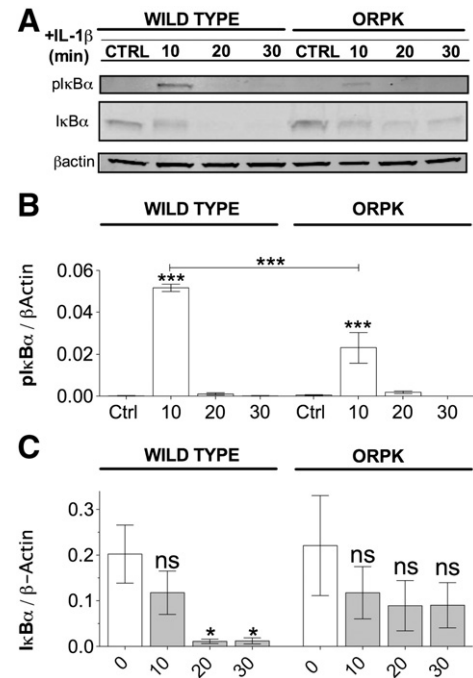 A
+IL-1β
(min)
WILD TYPE
ORPK
CTRL 10 20 30 CTRL 10 20 30
pIκBα
IκBα
βactin
B
WILD TYPE
ORPK
pIκBα / βActin
0.06
0.04
0.02
0.00
***
***
***
Ctrl 10 20 30 Ctrl 10 20 30
C
WILD TYPE
ORPK
IκBα / β-Actin
0.3
0.2
0.1
0.0
ns
*
*
ns
ns
ns
0 10 20 30 0 10 20 30